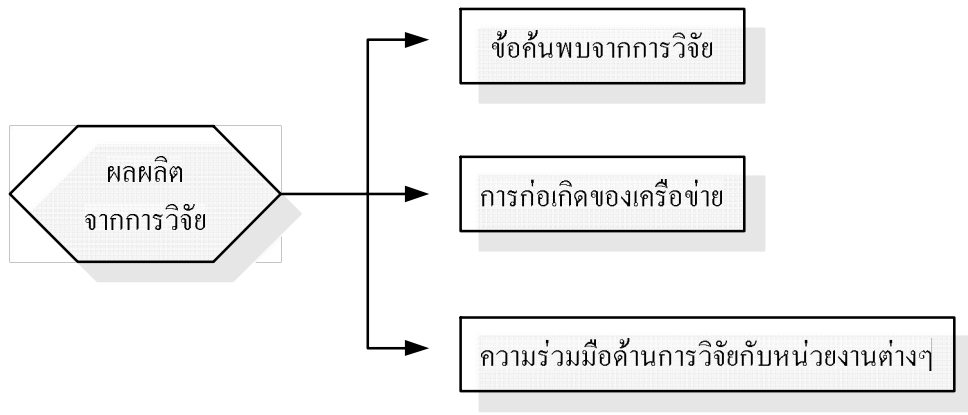 ข้อค้นพบจากการวิจัย
ผลผลิต
จากการวิจัย
การก่อเกิดของเครือข่าย
ความร่วมมือด้านการวิจัยกับหน่วยงานต่างๆ